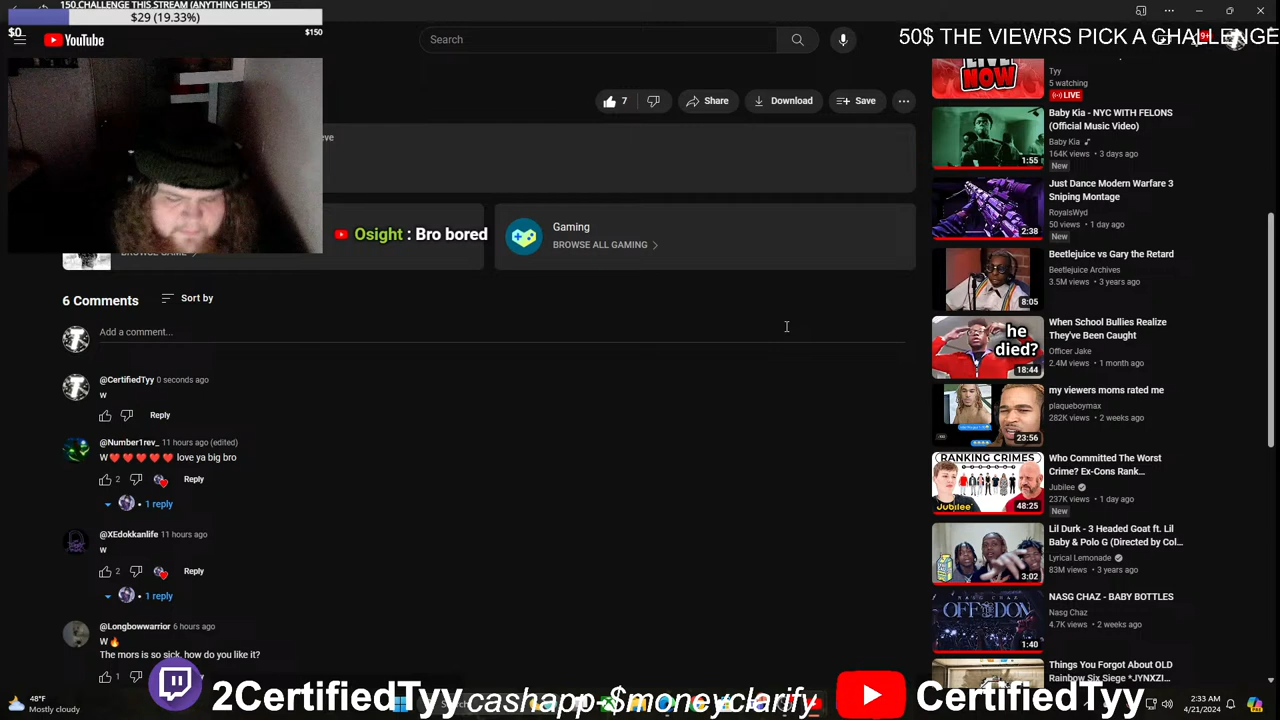 150 CHALLENGE THIS STREAM (ANYTHING HELPS)
$29 (19.33%)
$0
$150
YouTube
Search
50$ THE VIEWRS PICK A CHALLENGE
9+
7
Share
Download
Save
eve
Osight : Bro bored
BROWSE GAME
Gaming
BROWSE ALL GAMING
6 Comments
Sort by
Add a comment...
@CertifiedTyy 0 seconds ago
w
Reply
@Number1rev_ 11 hours ago (edited)
W❤❤❤❤❤ love ya big bro
2
Reply
1 reply
@XEdokkanlife 11 hours ago
w
2
Reply
1 reply
@Longbowwarrior 6 hours ago
W🔥
The mors is so sick, how do you like it?
1
LIVE
NOW
Tyy
5 watching
LIVE
1:55
Baby Kia - NYC WITH FELONS
(Official Music Video)
Baby Kia
164K views • 3 days ago
New
2:38
Just Dance Modern Warfare 3
Sniping Montage
RoyalsWyd
50 views • 1 day ago
New
8:05
Beetlejuice vs Gary the Retard
Beetlejuice Archives
3.5M views • 3 years ago
he
died?
18:44
When School Bullies Realize
They've Been Caught
Officer Jake
2.4M views • 1 month ago
23:56
my viewers moms rated me
plaqueboymax
282K views • 2 weeks ago
RANKING CRIMES
Jubilee
48:25
Who Committed The Worst
Crime? Ex-Cons Rank...
Jubilee
237K views • 1 day ago
New
3:02
Lil Durk - 3 Headed Goat ft. Lil
Baby & Polo G (Directed by Col...
Lyrical Lemonade
83M views • 3 years ago
NASG CHAZ
OFF DON
1:40
NASG CHAZ - BABY BOTTLES
Nasg Chaz
4.7K views • 2 weeks ago
Things You Forgot About OLD
Rainbow Six Siege *JYNXZI...
48°F
Mostly cloudy
2CertifiedTyy
cashapp-$moneyclarify
CertifiedTyy
2:33 AM
4/21/2024